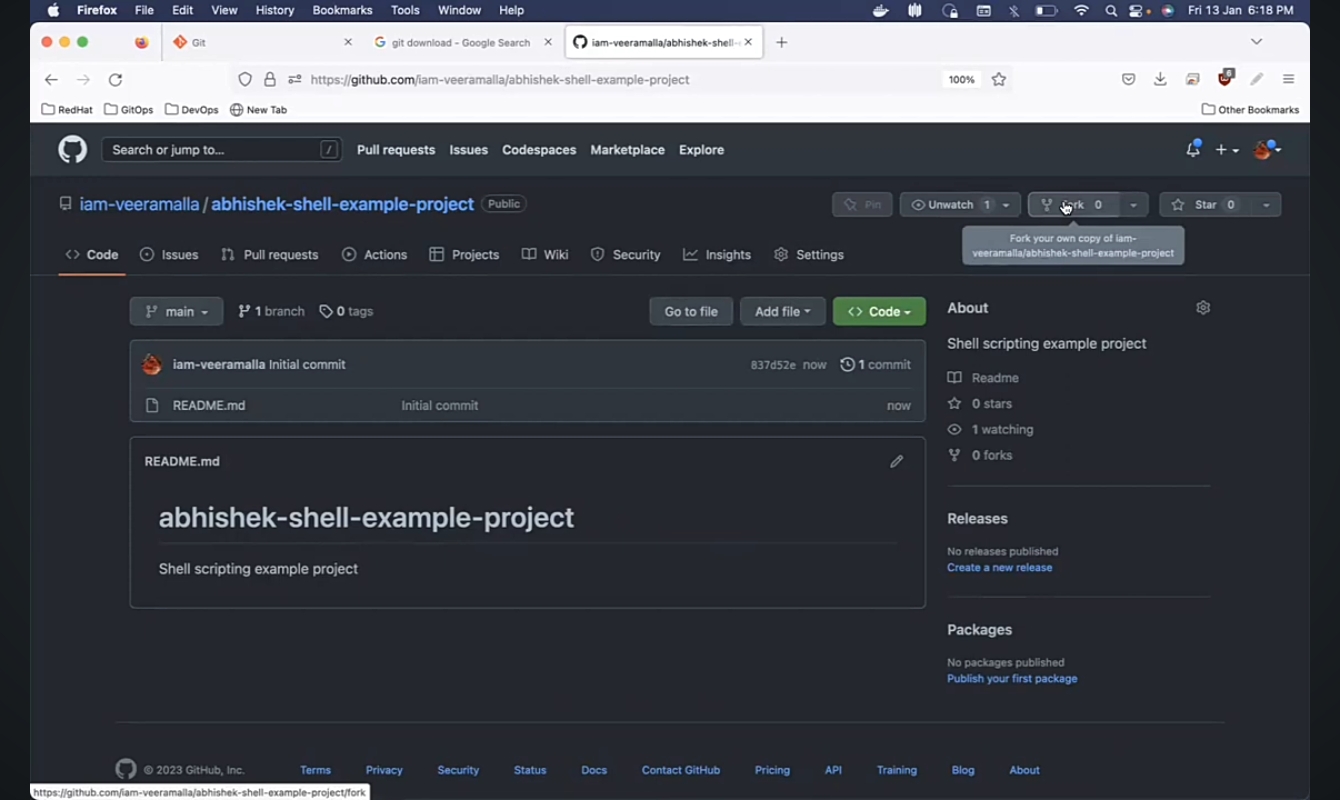 Firefox File Edit View History Bookmarks Tools Window Help Fri 13 Jan 6:18 PM
Git git download - Google Search iam-veeramalla/abhishek-shell-
https://github.com/iam-veeramalla/abhishek-shell-example-project 100% 6
RedHat GitOps DevOps New Tab Other Bookmarks
Search or jump to... / Pull requests Issues Codespaces Marketplace Explore
iam-veeramalla / abhishek-shell-example-project Public Pin Unwatch 1 Fork 0 Star 0
Fork your own copy of iam-
veeramalla/abhishek-shell-example-project
Code Issues Pull requests Actions Projects Wiki Security Insights Settings
main 1 branch 0 tags Go to file Add file Code
iam-veeramalla Initial commit 837d52e now 1 commit
README.md Initial commit now
README.md
abhishek-shell-example-project
Shell scripting example project
About
Shell scripting example project
Readme
0 stars
1 watching
0 forks
Releases
No releases published
Create a new release
Packages
No packages published
Publish your first package
© 2023 GitHub, Inc. Terms Privacy Security Status Docs Contact GitHub Pricing API Training Blog About
https://github.com/iam-veeramalla/abhishek-shell-example-project/fork